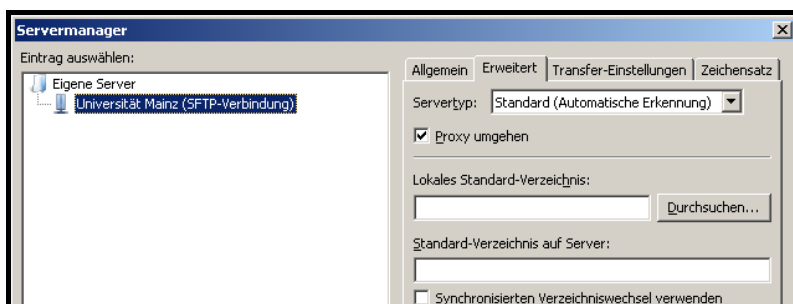 Servermanager
Eintrag auswählen:
Eigene Server
Universität Mainz (SFTP-Verbindung)
Allgemein Erweitert Transfer-Einstellungen Zeichensatz
Servertyp: Standard (Automatische Erkennung)
Proxy umgehen
Lokales Standard-Verzeichnis:
Durchsuchen...
Standard-Verzeichnis auf Server:
Synchronisierten Verzeichniswechsel verwenden